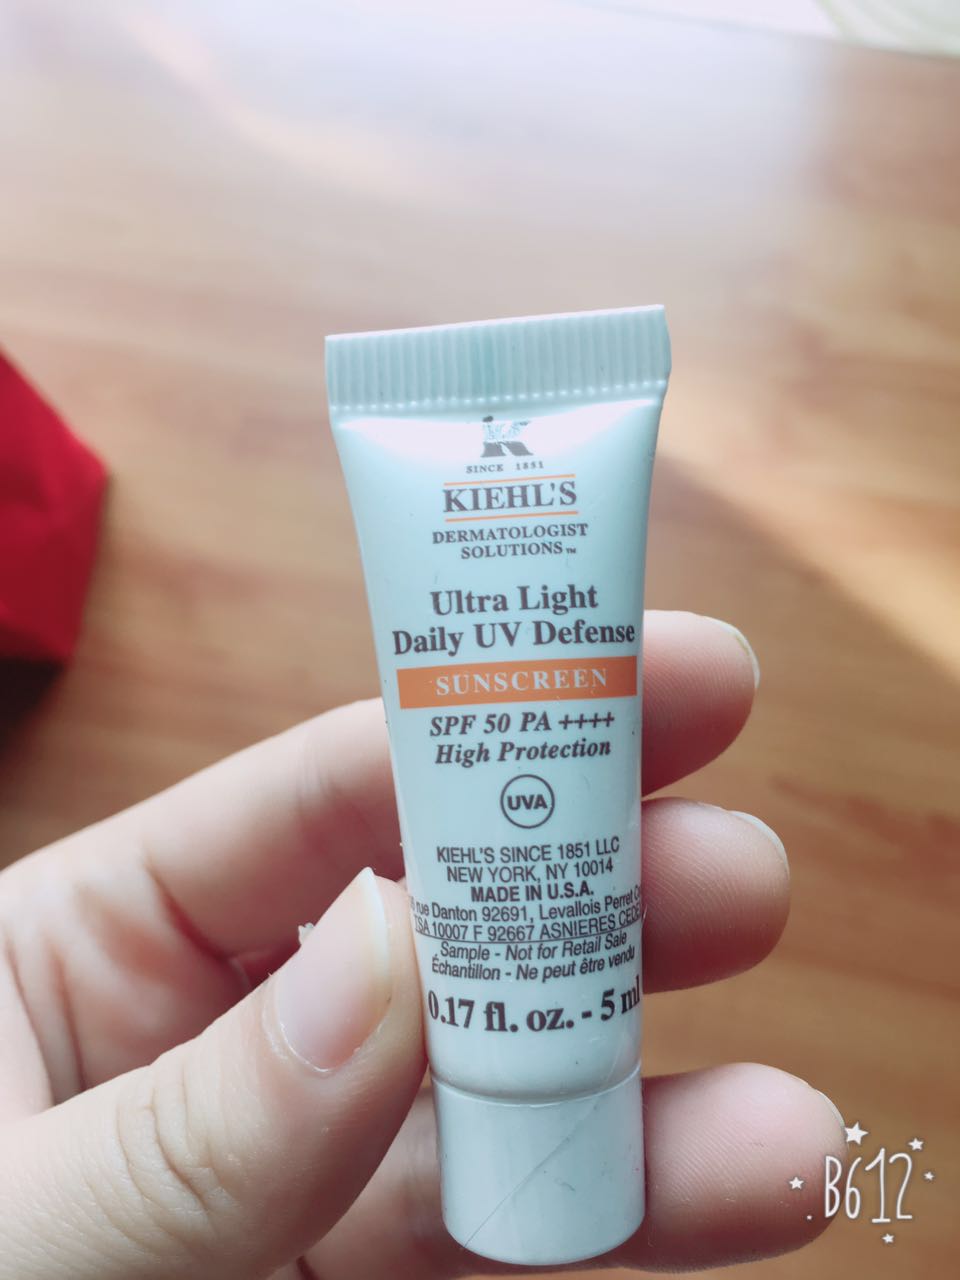 K
SINCE 1851
KIEHL'S
DERMATOLOGIST
SOLUTIONS™
Ultra Light
Daily UV Defense
SUNSCREEN
SPF 50 PA ++++
High Protection
UVA
KIEHL'S SINCE 1851 LLC
NEW YORK, NY 10014
MADE IN U.S.A.
rue Danton 92691, Levallois Perret
TSA 10007 F 92667 ASNIERES
Sample - Not for Retail Sale
Échantillon - Ne peut être vendu
0.17 fl. oz. - 5 ml
B612